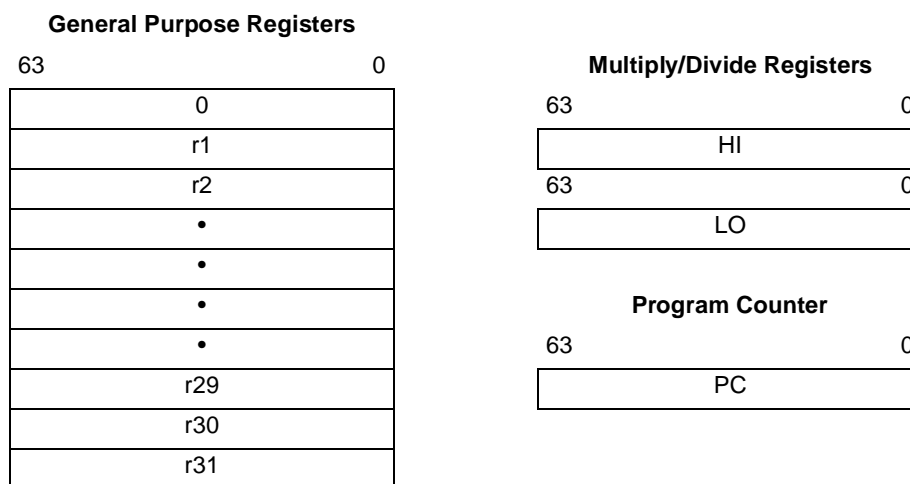 General Purpose Registers
63 0
0
r1
r2
•
•
•
•
r29
r30
r31
Multiply/Divide Registers
63 0
HI
63 0
LO
Program Counter
63 0
PC